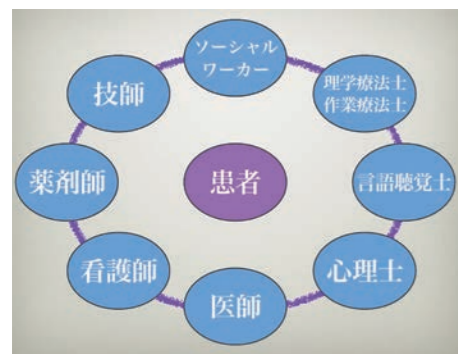 ソーシャル
ワーカー
理学療法士
作業療法士
言語聴覚士
心理士
医師
看護師
薬剤師
技師
患者